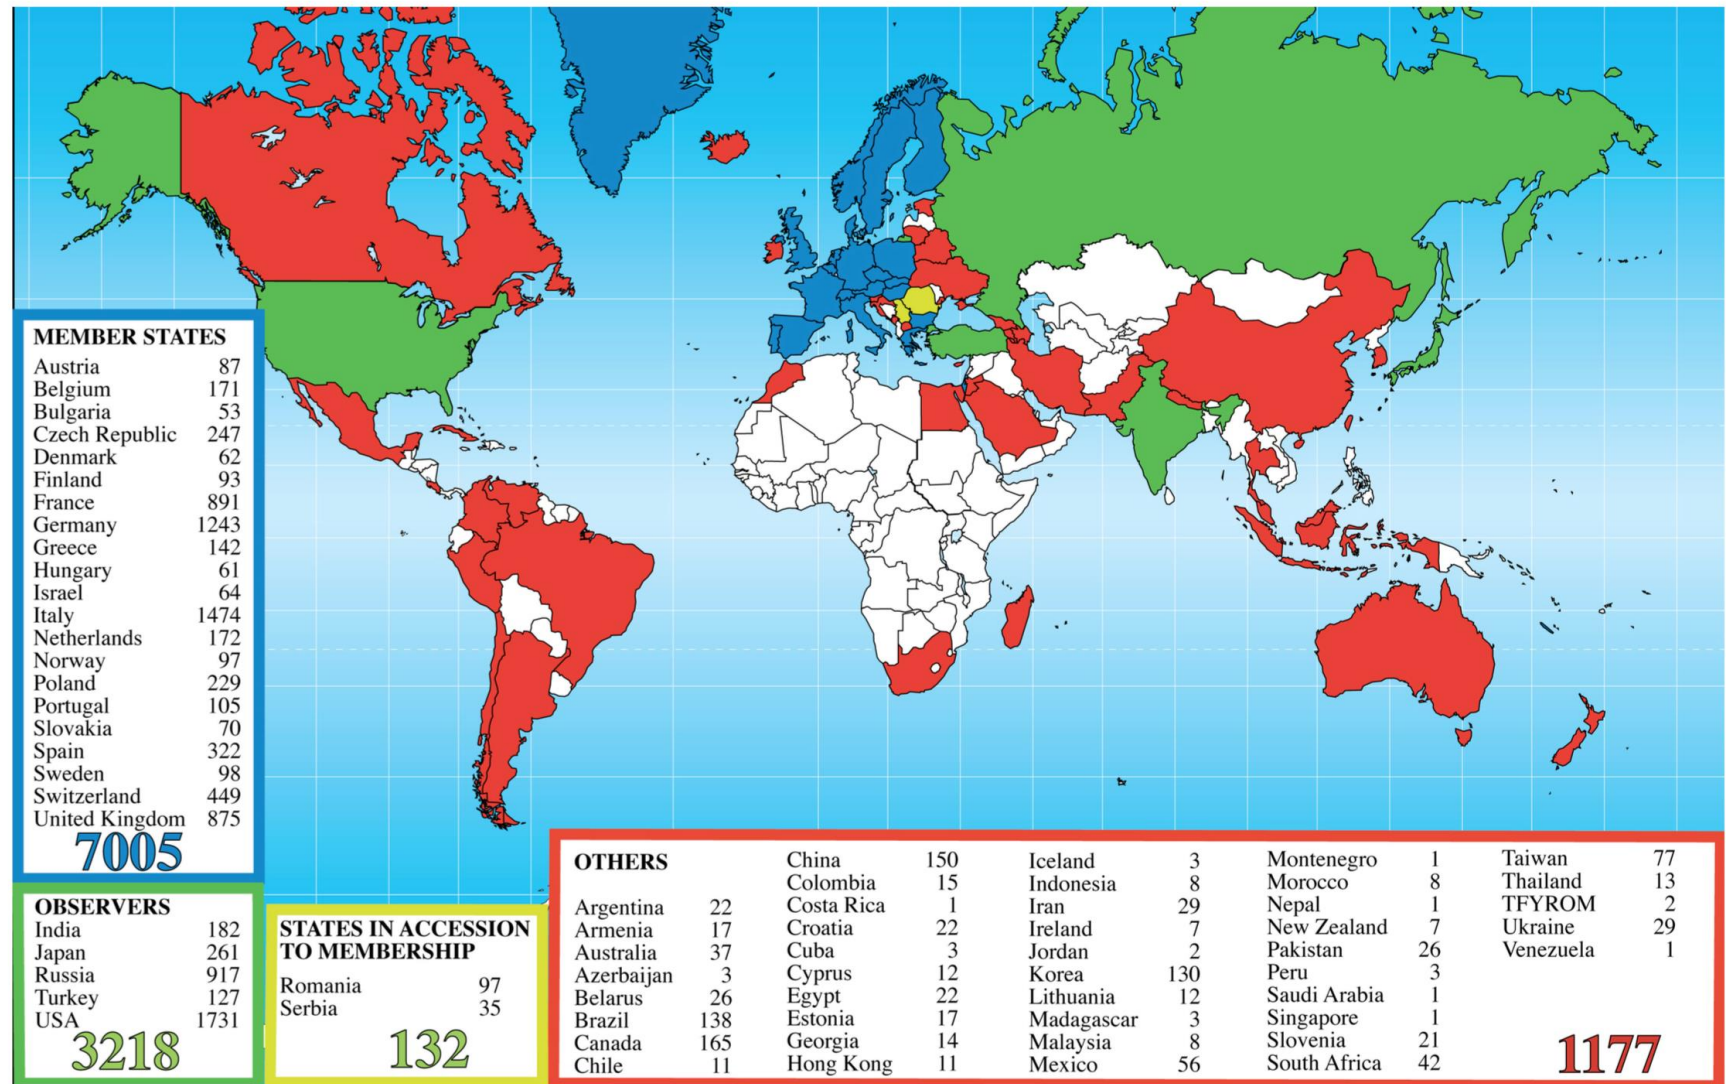 MEMBER STATES
Austria 87
Belgium 171
Bulgaria 53
Czech Republic 247
Denmark 62
Finland 93
France 891
Germany 1243
Greece 142
Hungary 61
Israel 64
Italy 1474
Netherlands 172
Norway 97
Poland 229
Portugal 105
Slovakia 70
Spain 322
Sweden 98
Switzerland 449
United Kingdom 875
7005
OBSERVERS
India 182
Japan 261
Russia 917
Turkey 127
USA 1731
3218
STATES IN ACCESSION
TO MEMBERSHIP
Romania 97
Serbia 35
132
OTHERS
Argentina 22
Armenia 17
Australia 37
Azerbaijan 3
Belarus 26
Brazil 138
Canada 165
Chile 11
China 150
Colombia 15
Costa Rica 1
Croatia 22
Cuba 3
Cyprus 12
Egypt 22
Estonia 17
Georgia 14
Hong Kong 11
Iceland 3
Indonesia 8
Iran 29
Ireland 7
Jordan 2
Korea 130
Lithuania 12
Madagascar 3
Malaysia 8
Mexico 56
Montenegro 1
Morocco 8
Nepal 1
New Zealand 7
Pakistan 26
Peru 3
Saudi Arabia 1
Singapore 1
Slovenia 21
South Africa 42
Taiwan 77
Thailand 13
TFYROM 2
Ukraine 29
Venezuela 1
1177